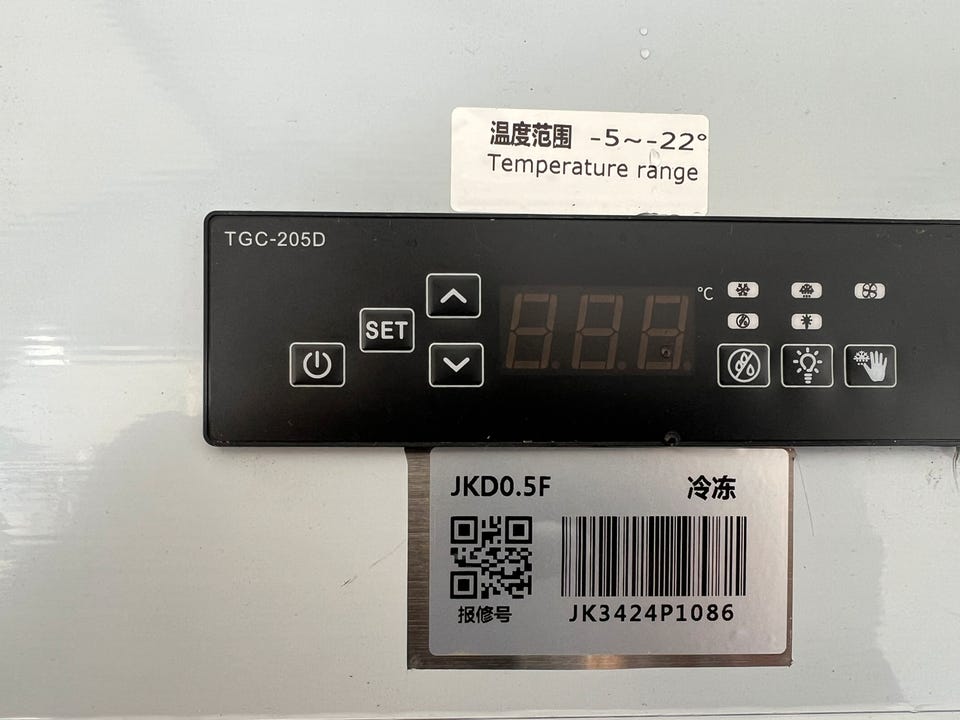 温度范围 -5~-22°
Temperature range
TGC-205D
°C
SET
JKD0.5F 冷冻
报修号 JK3424P1086